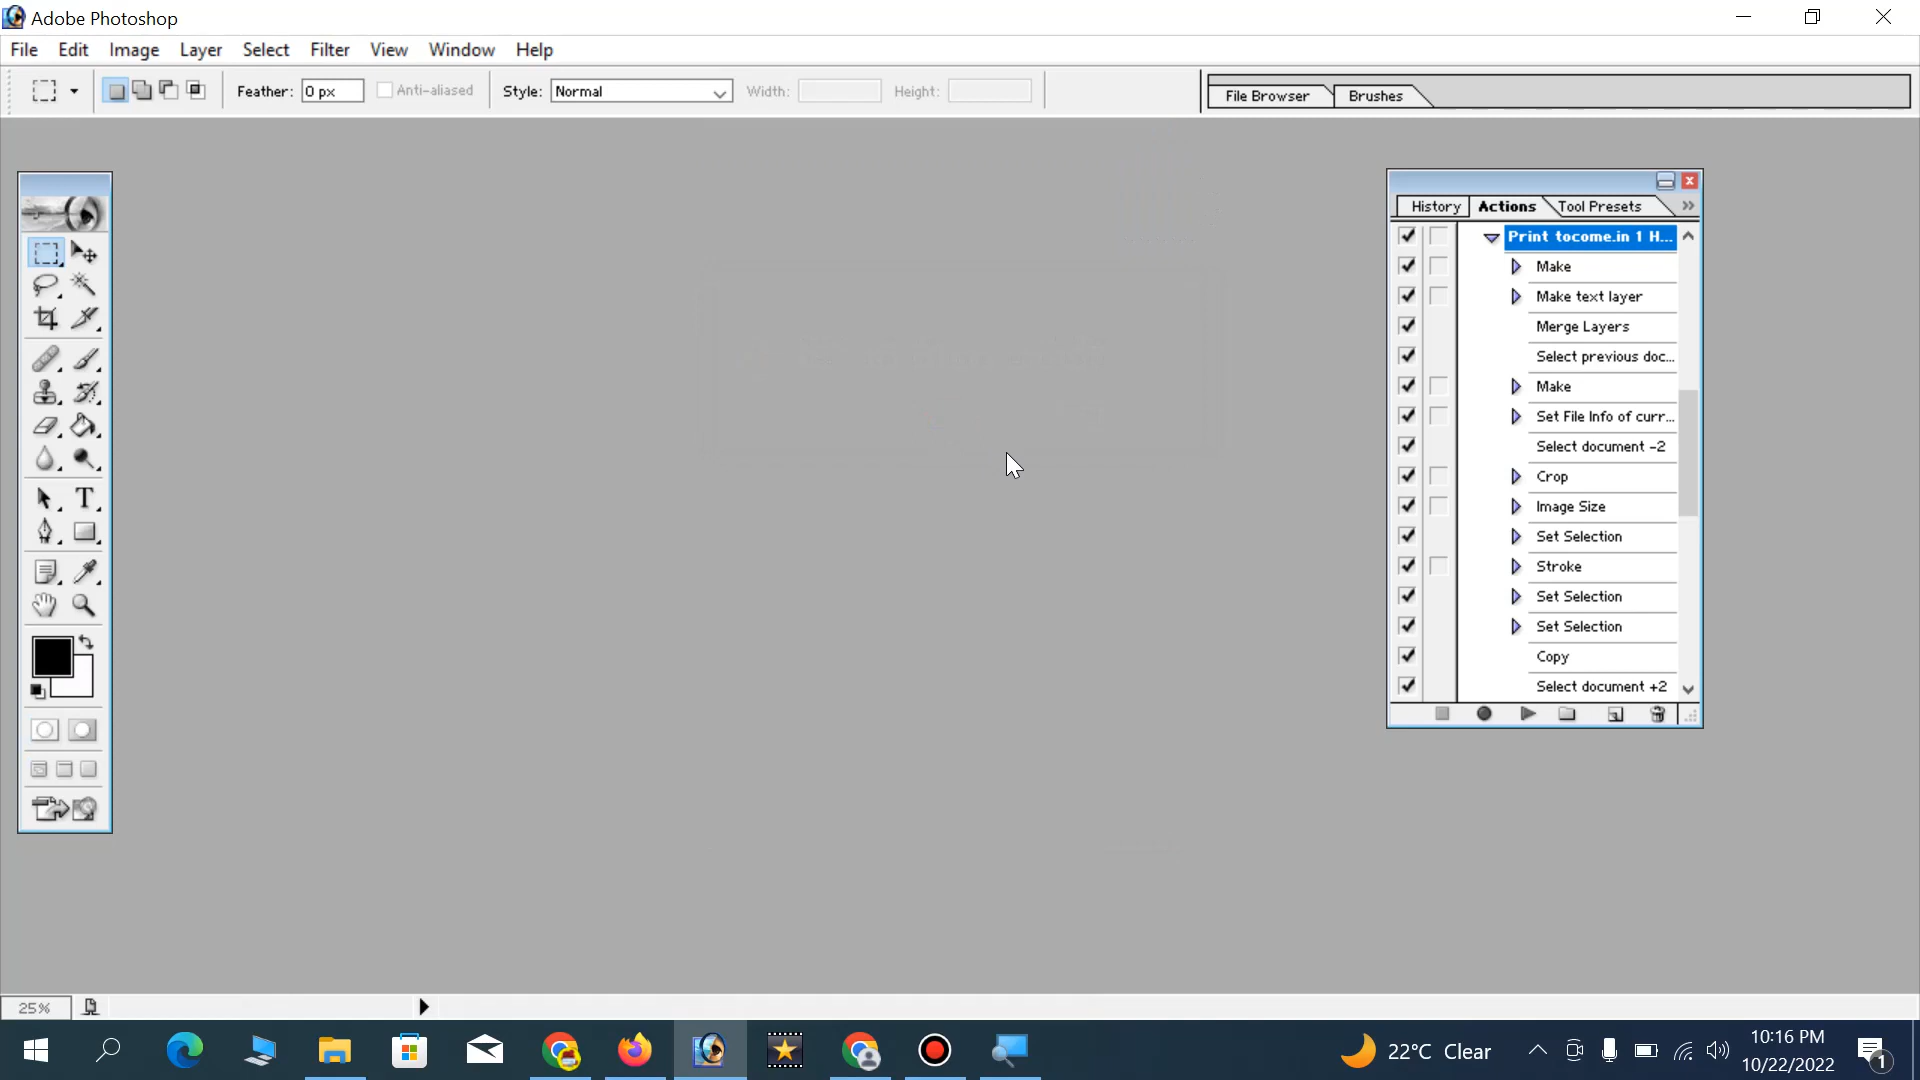 Adobe Photoshop
File Edit Image Layer Select Filter View Window Help
Feather: 0 px Anti-aliased Style: Normal Width: Height: File Browser Brushes
History Actions Tool Presets
Print tocome.in 1 H...
Make
Make text layer
Merge Layers
Select previous doc...
Make
Set File Info of curr...
Select document -2
Crop
Image Size
Set Selection
Stroke
Set Selection
Set Selection
Copy
Select document +2
T
25%
22°C Clear
10:16 PM
10/22/2022
1